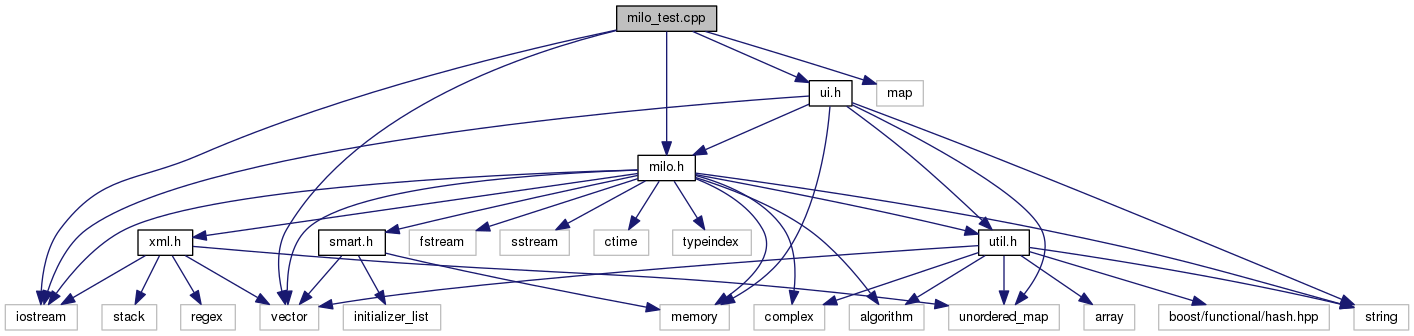 milo_test.cpp
ui.h
map
milo.h
xml.h
smart.h
fstream
sstream
ctime
typeindex
util.h
iostream
stack
regex
vector
initializer_list
memory
complex
algorithm
unordered_map
array
boost/functional/hash.hpp
string